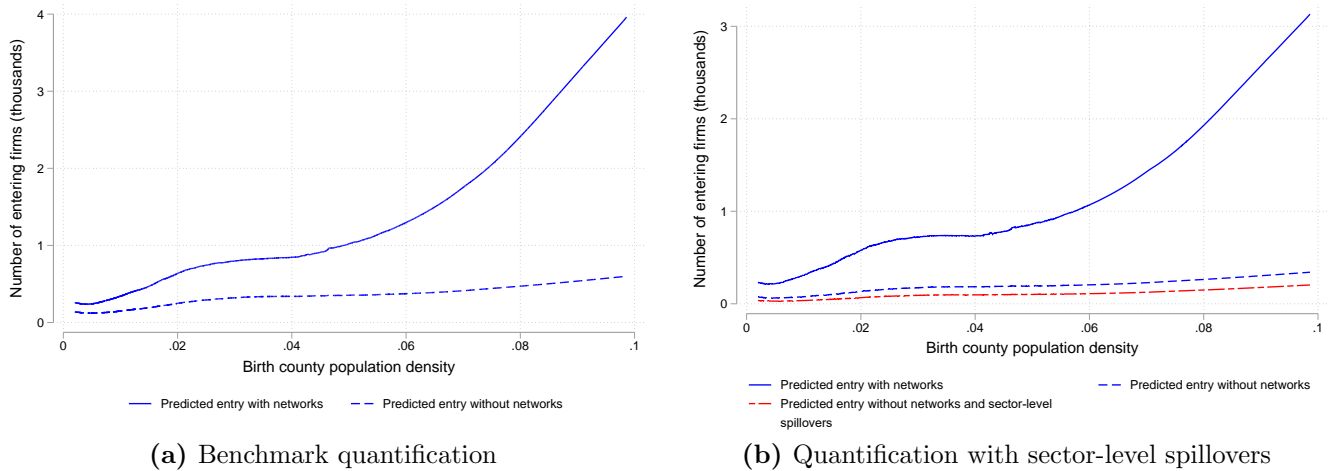 Number of entering firms (thousands)
4
3
2
1
0
0
.02
.04
.06
.08
.1
Birth county population density
Predicted entry with networks
Predicted entry without networks
(a) Benchmark quantification
Number of entering firms (thousands)
3
2
1
0
0
.02
.04
.06
.08
.1
Birth county population density
Predicted entry with networks
Predicted entry without networks
Predicted entry without networks and sector-level
spillovers
(b) Quantification with sector-level spillovers